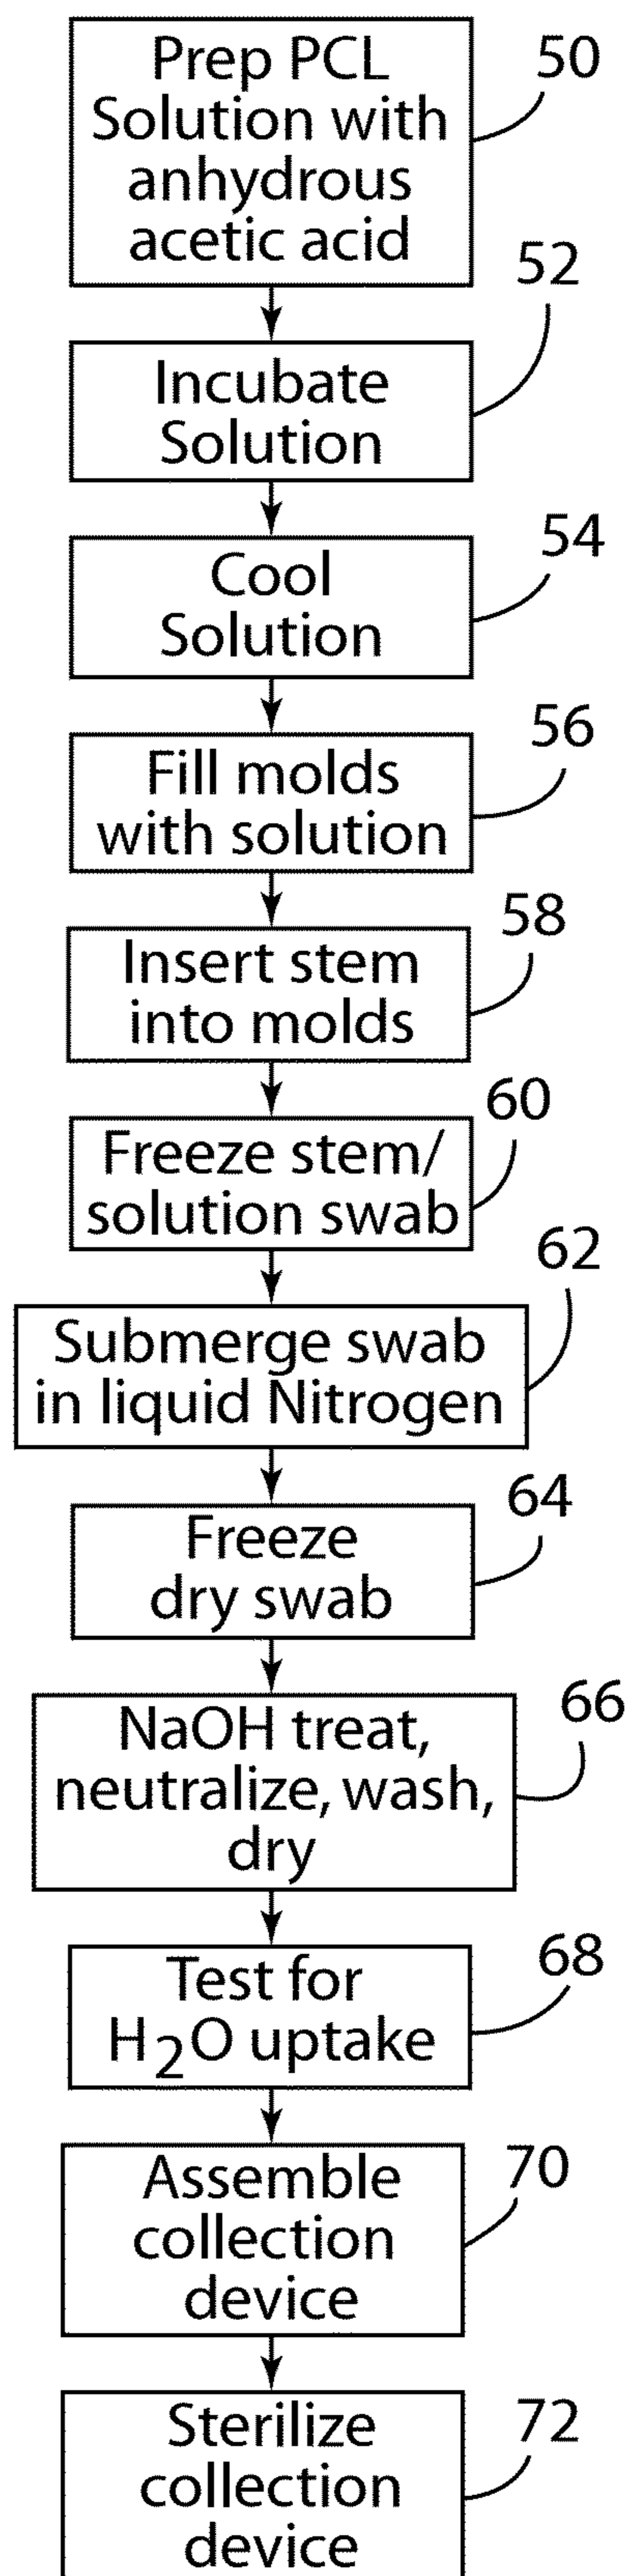 Prep PCL
Solution with
anhydrous
acetic acid
50
Incubate
Solution
52
Cool
Solution
54
Fill molds
with solution
56
Insert stem
into molds
58
Freeze stem/
solution swab
60
Submerge swab
in liquid Nitrogen
62
Freeze
dry swab
64
NaOH treat,
neutralize, wash,
dry
66
Test for
H2O uptake
68
Assemble
collection
device
70
Sterilize
collection
device
72